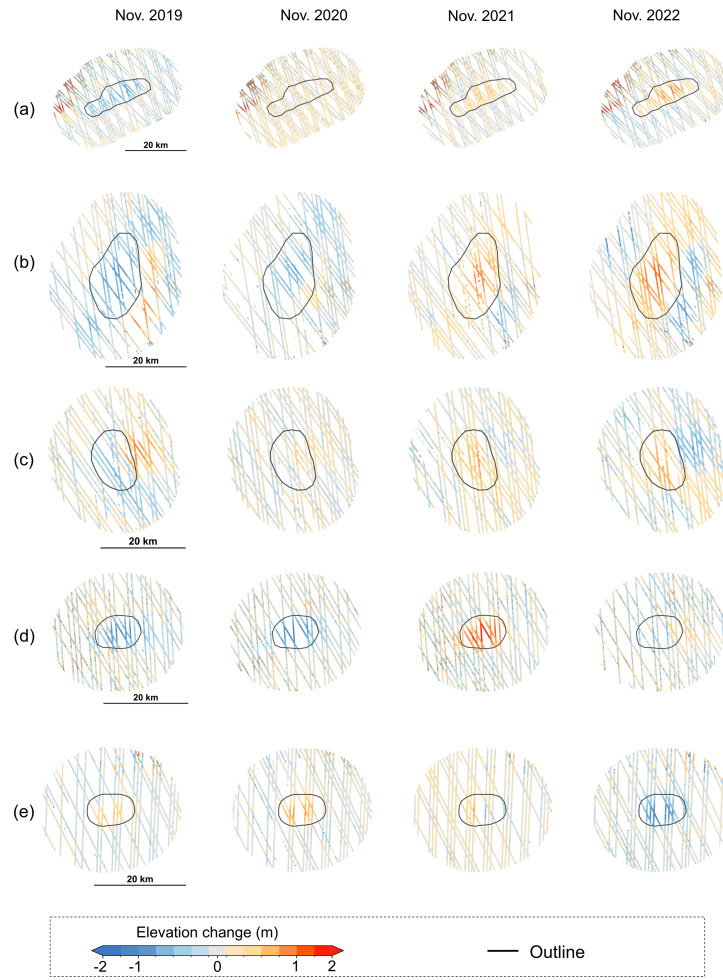 Nov. 2019 Nov. 2020 Nov. 2021 Nov. 2022
(a)
20 km
(b)
20 km
(c)
20 km
(d)
20 km
(e)
20 km
Elevation change (m)
Outline
-2 -1 0 1 2